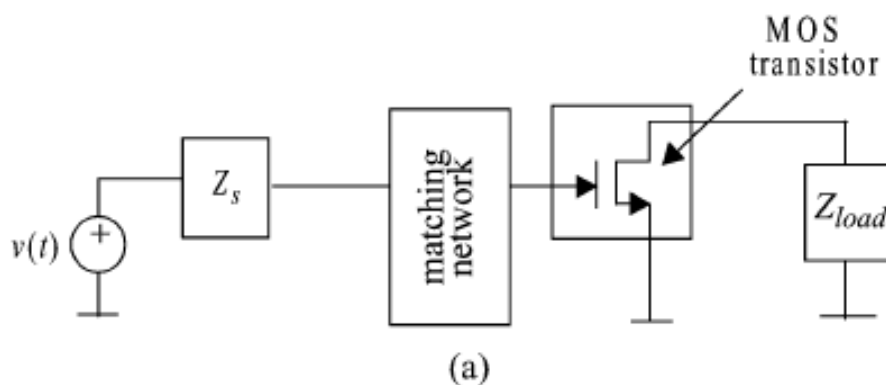 MOS
transistor
Z_s
matching
network
Z_load
v(t)
+
(a)